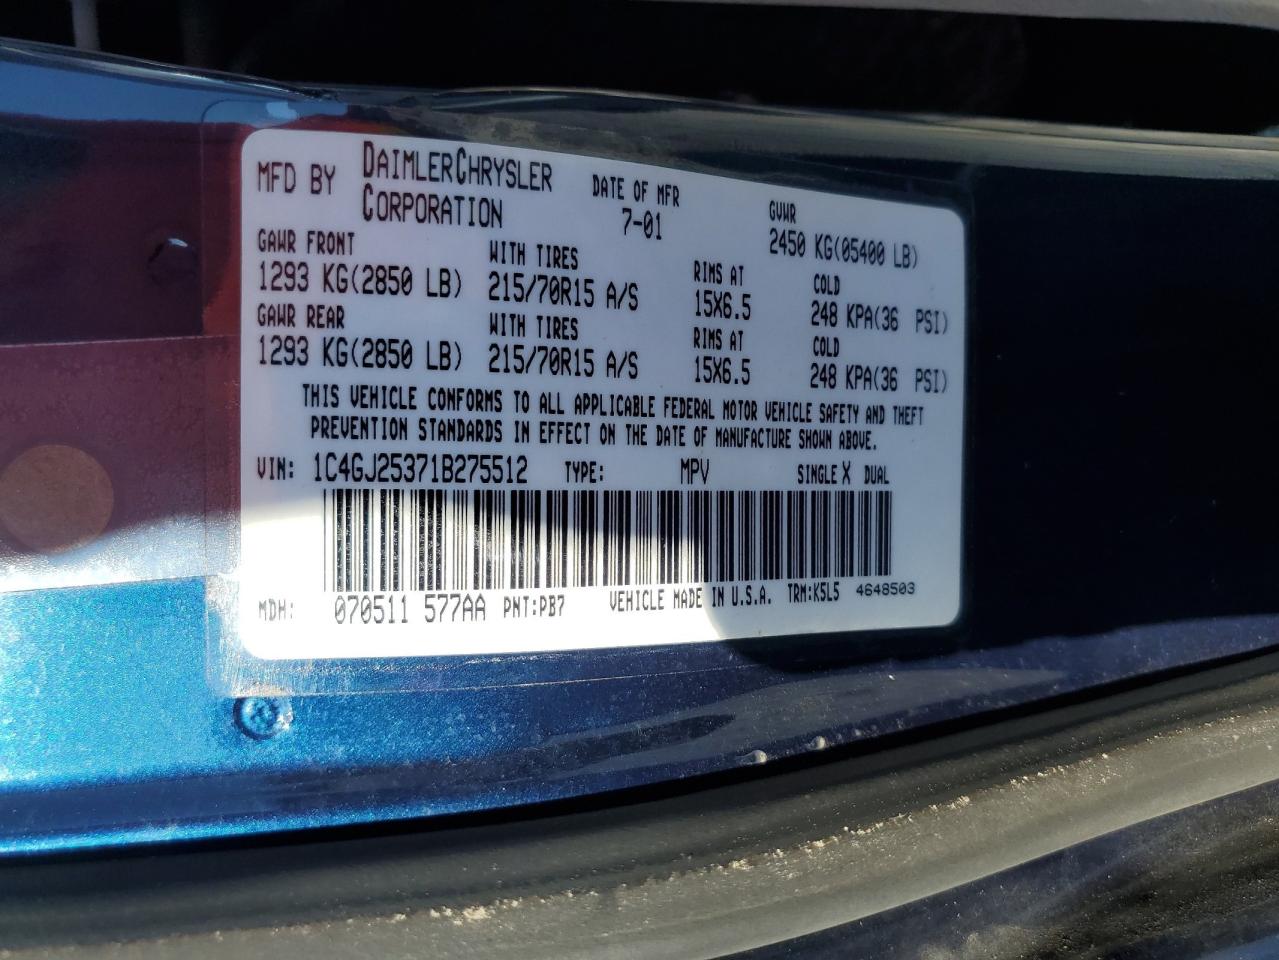 MFD BY DAIMLERCHRYSLER CORPORATION DATE OF MFR 7-01 GVWR 2450 KG(05400 LB)
GAWR FRONT WITH TIRES RIMS AT COLD
1293 KG(2850 LB) 215/70R15 A/S 15X6.5 248 KPA(36 PSI)
GAWR REAR WITH TIRES RIMS AT COLD
1293 KG(2850 LB) 215/70R15 A/S 15X6.5 248 KPA(36 PSI)
THIS VEHICLE CONFORMS TO ALL APPLICABLE FEDERAL MOTOR VEHICLE SAFETY AND THEFT
PREVENTION STANDARDS IN EFFECT ON THE DATE OF MANUFACTURE SHOWN ABOVE.
VIN: 1C4GJ25371B275512 TYPE: MPV SINGLE X DUAL
MDH: 070511 577AA PNT:PB7 VEHICLE MADE IN U.S.A. TRM:K5L5 4648503